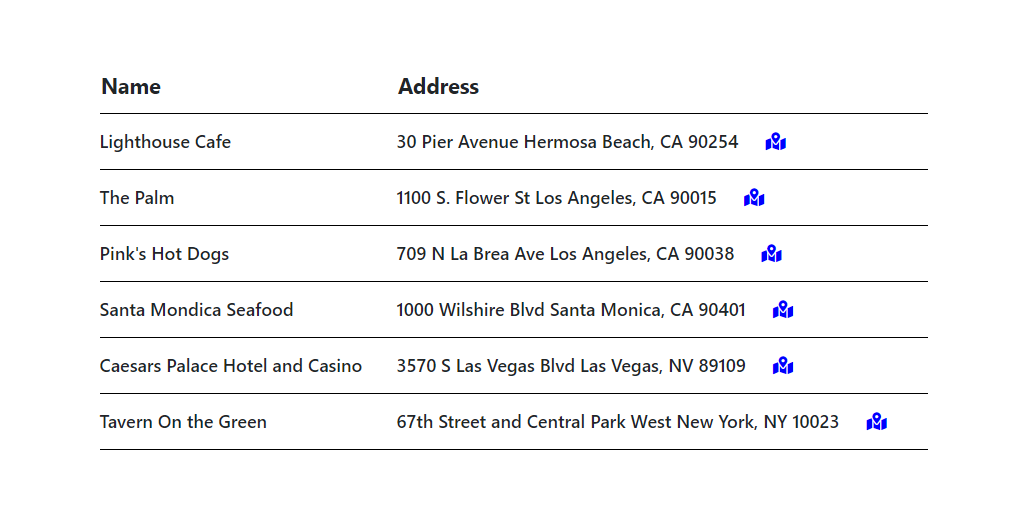 Name Address
Lighthouse Cafe 30 Pier Avenue Hermosa Beach, CA 90254
The Palm 1100 S. Flower St Los Angeles, CA 90015
Pink's Hot Dogs 709 N La Brea Ave Los Angeles, CA 90038
Santa Mondica Seafood 1000 Wilshire Blvd Santa Monica, CA 90401
Caesars Palace Hotel and Casino 3570 S Las Vegas Blvd Las Vegas, NV 89109
Tavern On the Green 67th Street and Central Park West New York, NY 10023